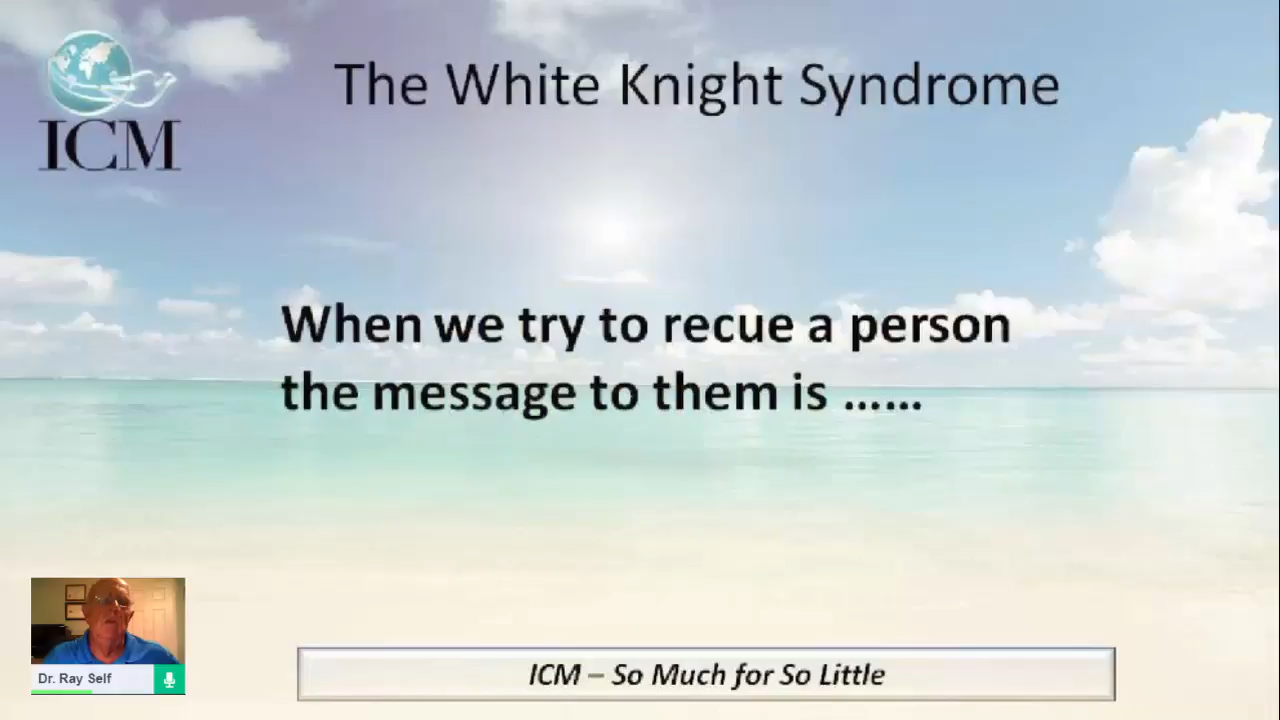 ICM
The White Knight Syndrome
When we try to recue a person
the message to them is ......
Dr. Ray Self
ICM – So Much for So Little